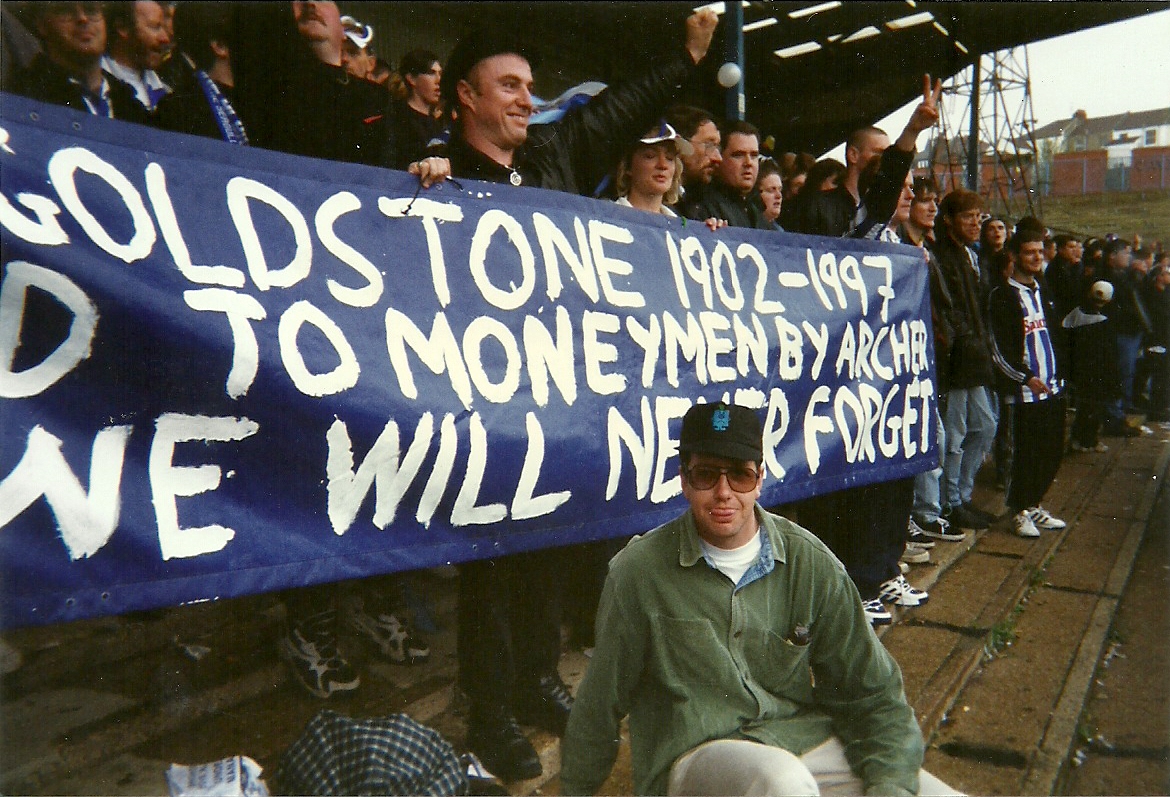 GOLDSTONE 1902-1997
D TO MONEYMEN BY ARCHER
WE WILL NEVER FORGET